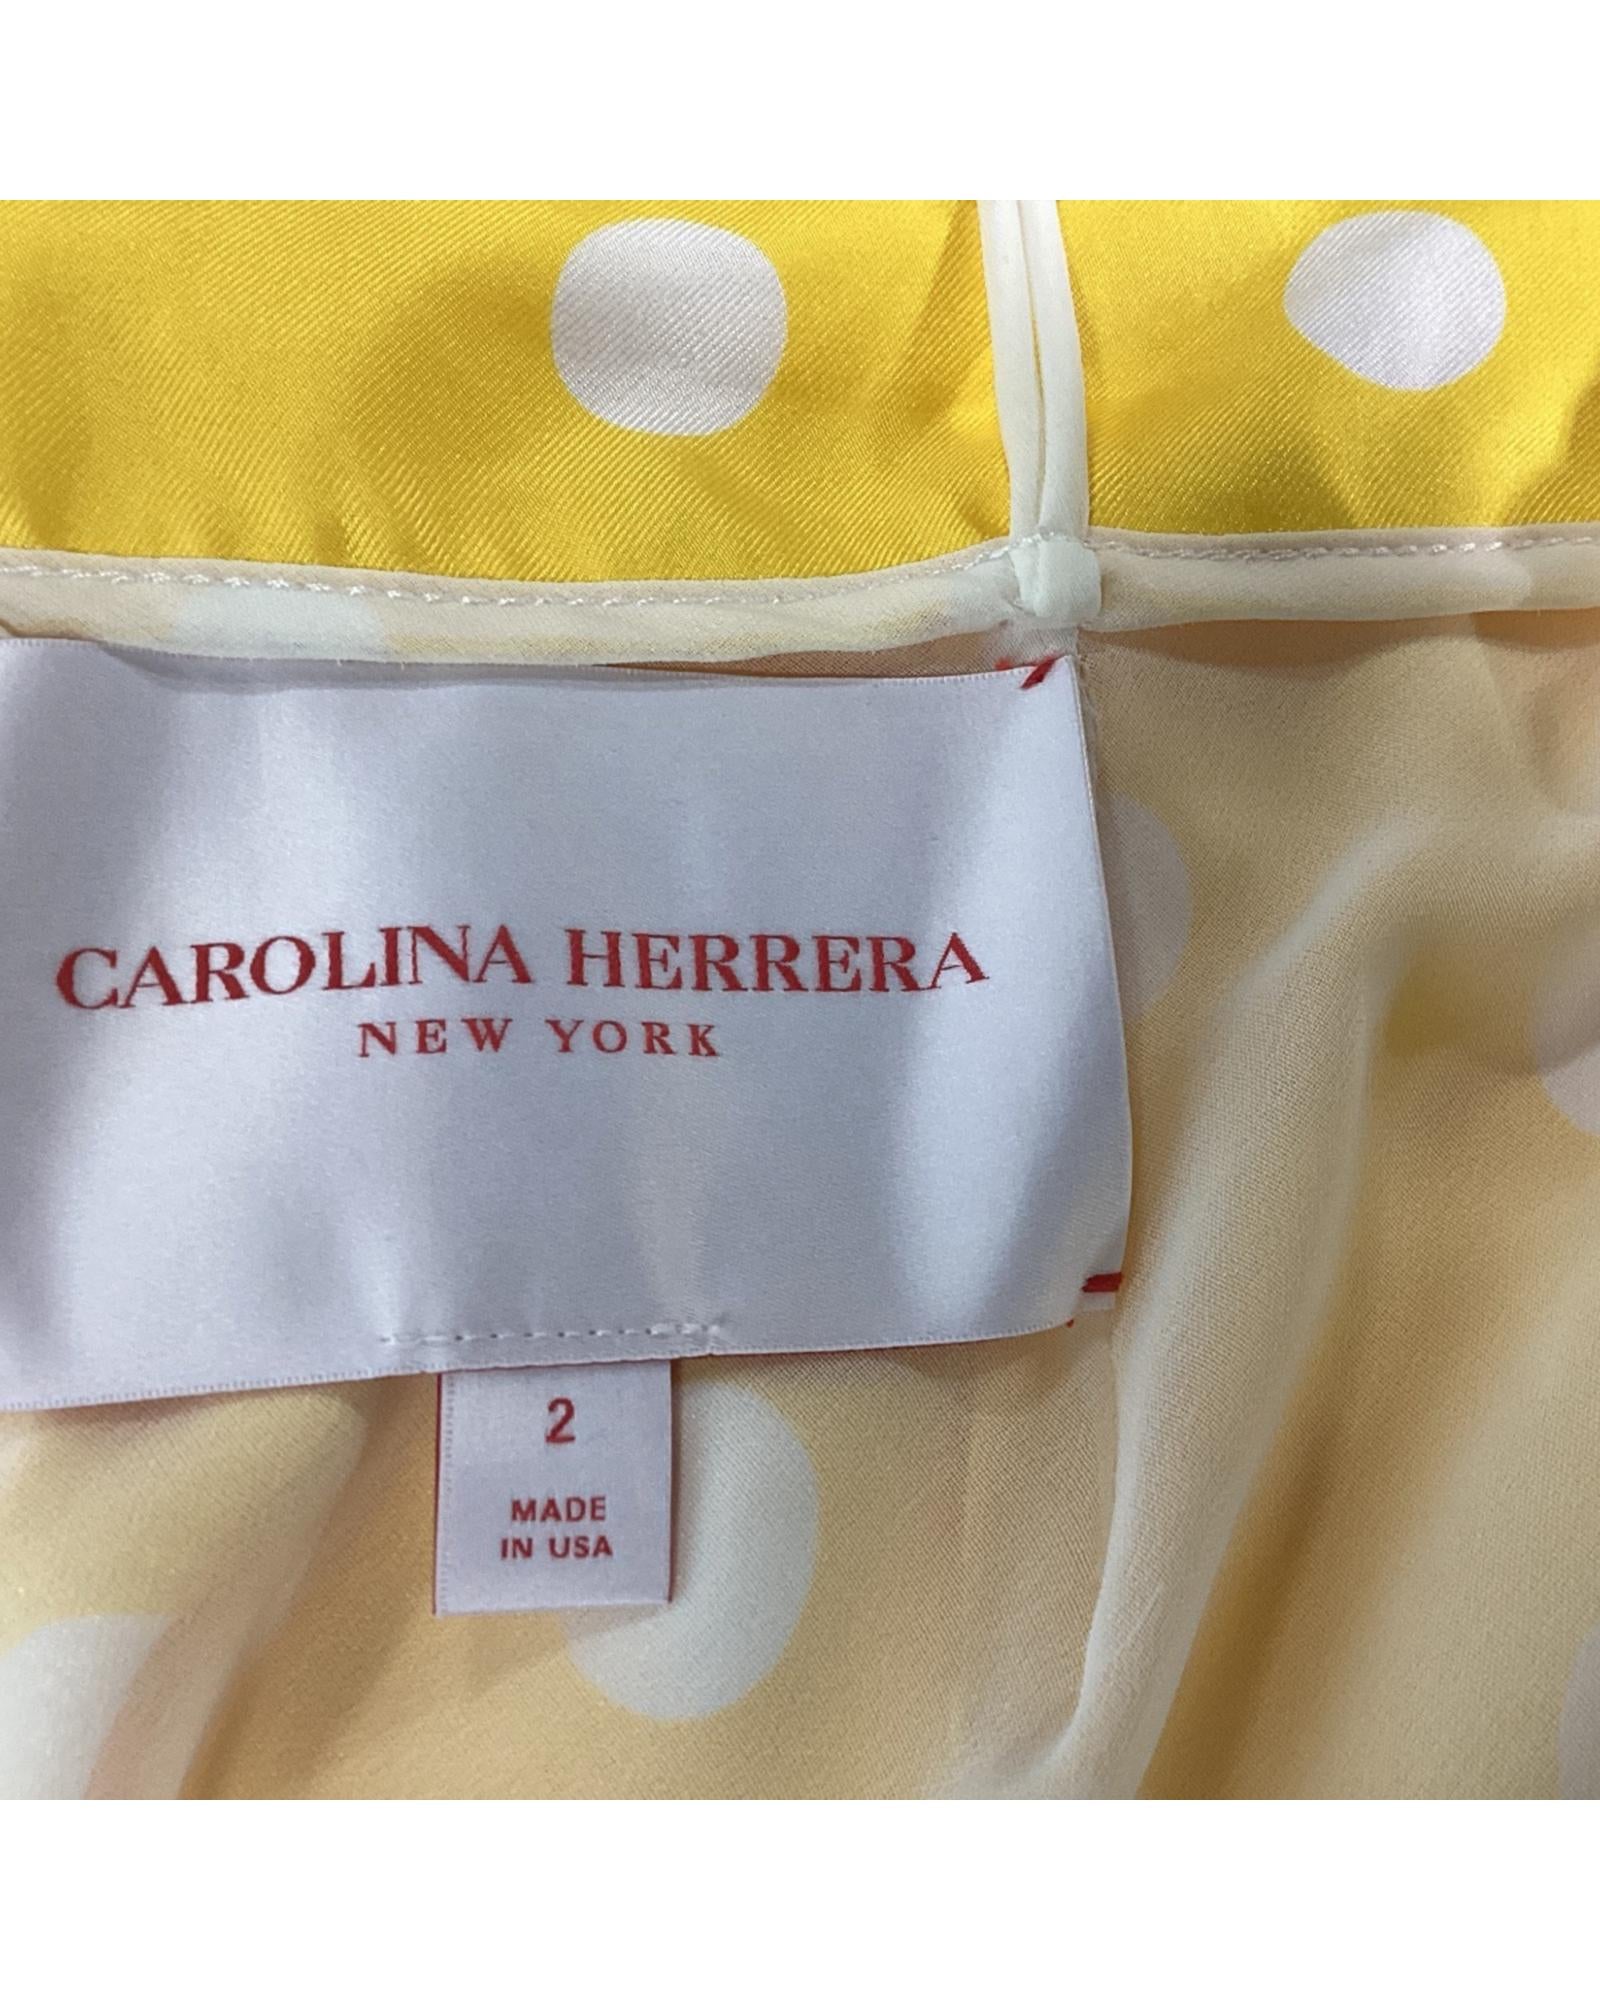 CAROLINA HERRERA
NEW YORK
2
MADE
IN USA